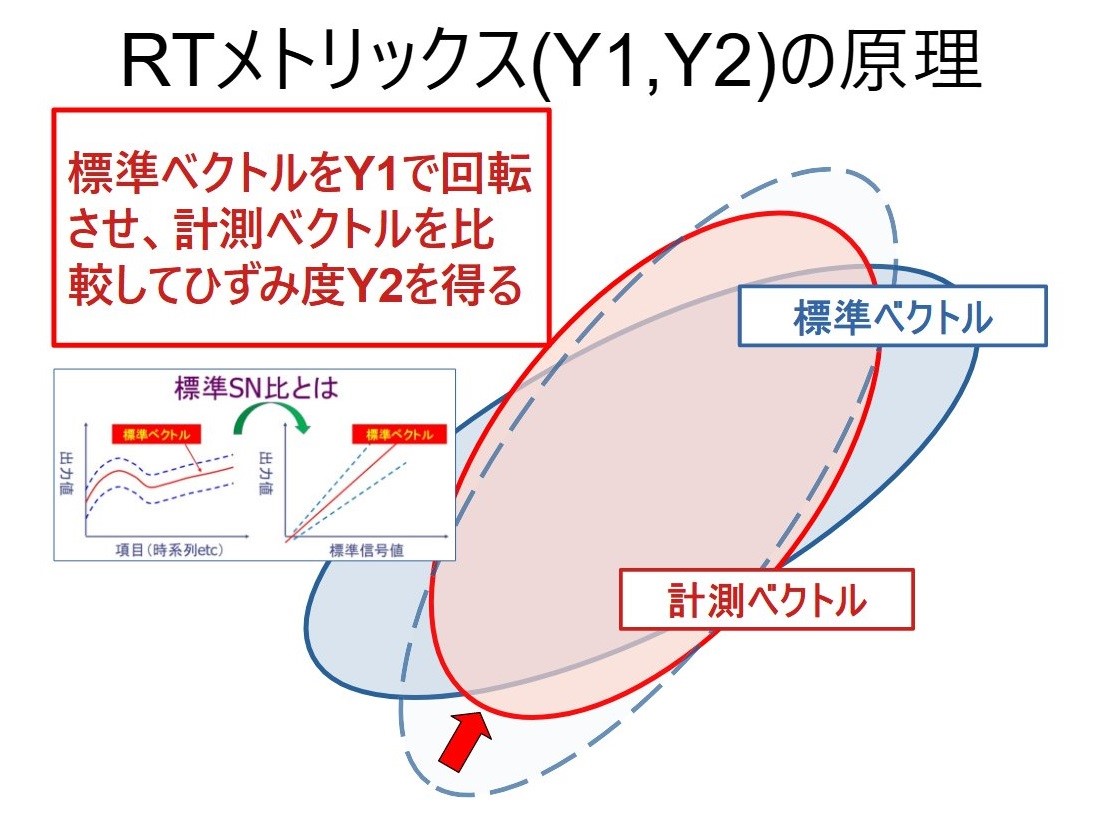 RTメトリックス(Y1,Y2)の原理
標準ベクトルをY1で回転
させ、計測ベクトルを比
較してひずみ度Y2を得る
標準ベクトル
標準SN比とは
標準ベクトル
標準ベクトル
出力値
出力値
項目(時系列etc)
標準信号値
計測ベクトル